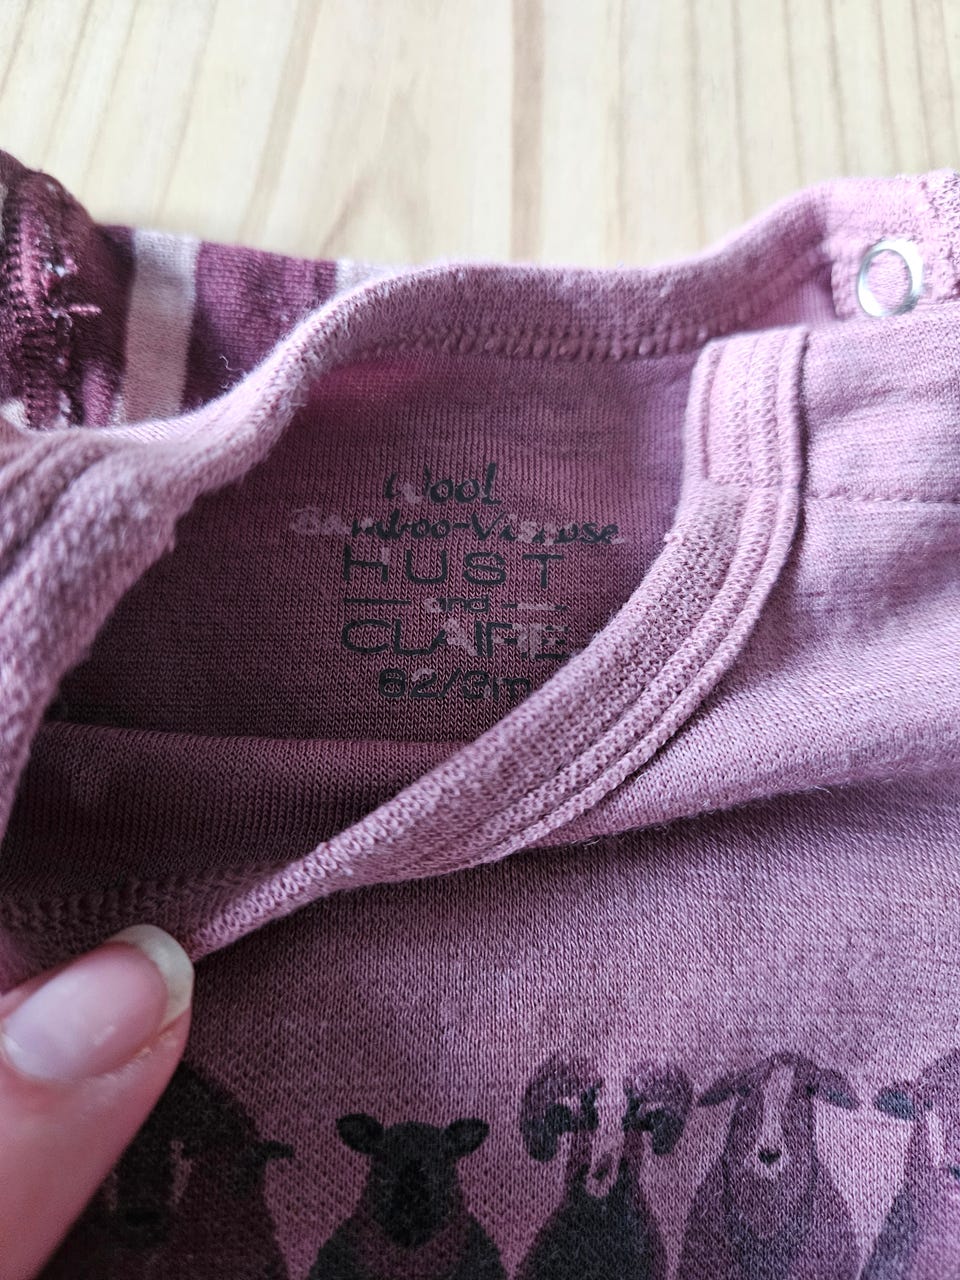 Wool
Bamboo-Viscose
HUST
and
CLAIRE
62/3m